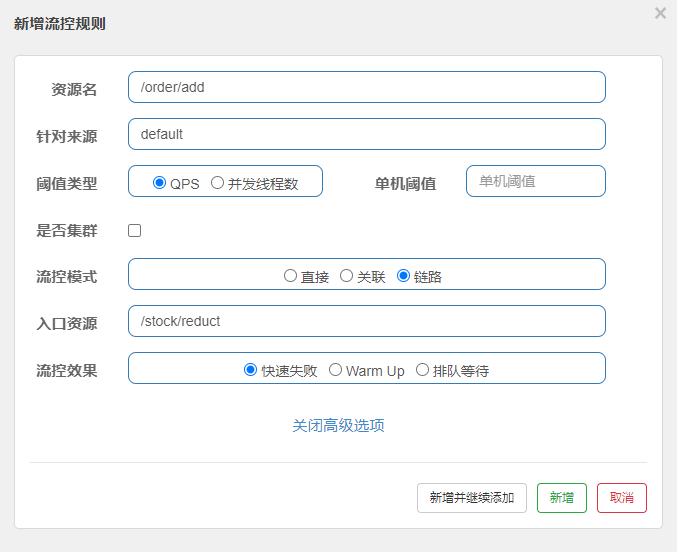 新增流控规则
×
资源名 /order/add
针对来源 default
阈值类型 QPS 并发线程数 单机阈值 单机阈值
是否集群
流控模式 直接 关联 链路
入口资源 /stock/reduct
流控效果 快速失败 Warm Up 排队等待
关闭高级选项
新增并继续添加 新增 取消